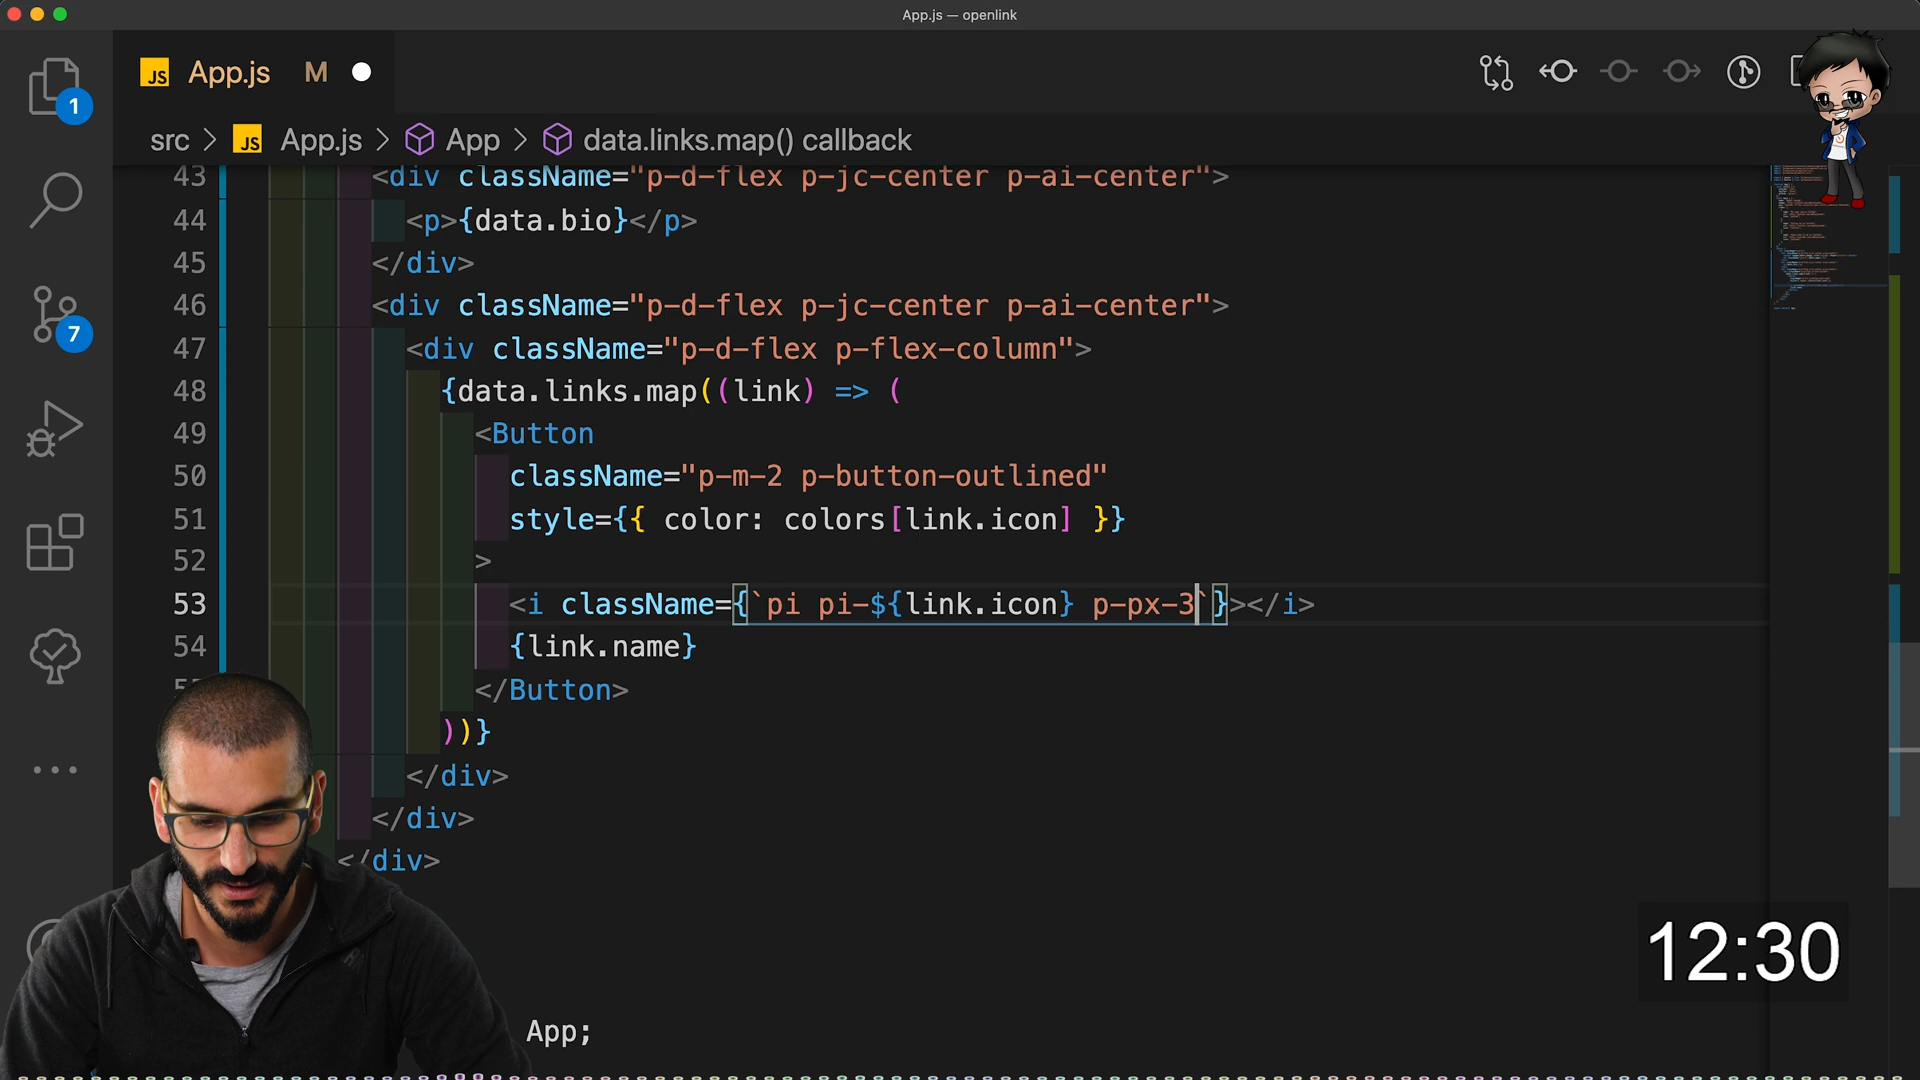 App.js — openlink
JS App.js M
1
src > JS App.js > App > data.links.map() callback
43 <div className="p-d-flex p-jc-center p-ai-center">
44 <p>{data.bio}</p>
45 </div>
46 <div className="p-d-flex p-jc-center p-ai-center">
47 <div className="p-d-flex p-flex-column">
48 {data.links.map((link) => (
49 <Button
50 className="p-m-2 p-button-outlined"
51 style={{ color: colors[link.icon] }}
52 >
53 <i className={`pi pi-${link.icon} p-px-3`}></i>
54 {link.name}
</Button>
))}
</div>
</div>
</div>
App;
7
12:30